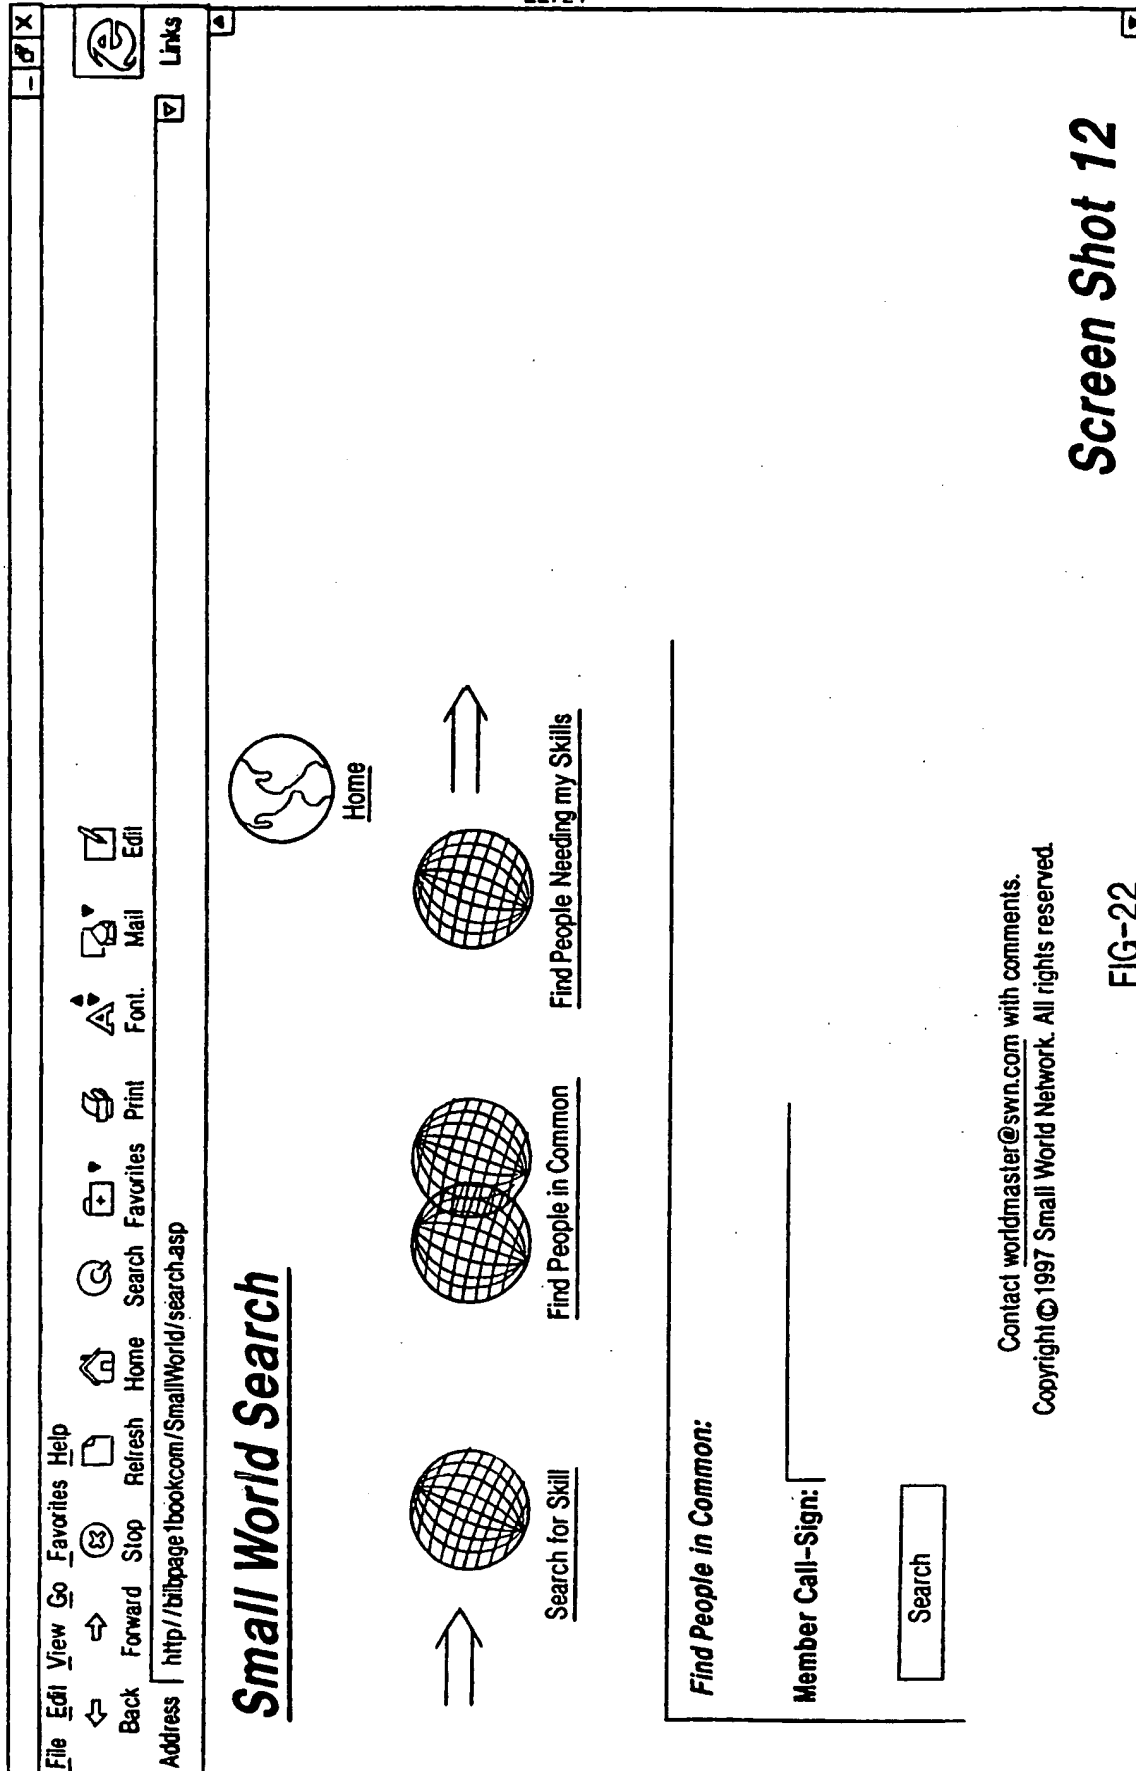 File Edit View Go Favorites Help
Back Forward Stop Refresh Home Search Favorites Print Font. Mail Edit
Address http//bilbpage1bookcom/SmallWorld/search.asp Links
Small World Search
Home
Search for Skill Find People in Common Find People Needing my Skills
Find People in Common:
Member Call-Sign:
Search
Contact worldmaster@swn.com with comments.
Copyright © 1997 Small World Network. All rights reserved.
Screen Shot 12
FIG-22